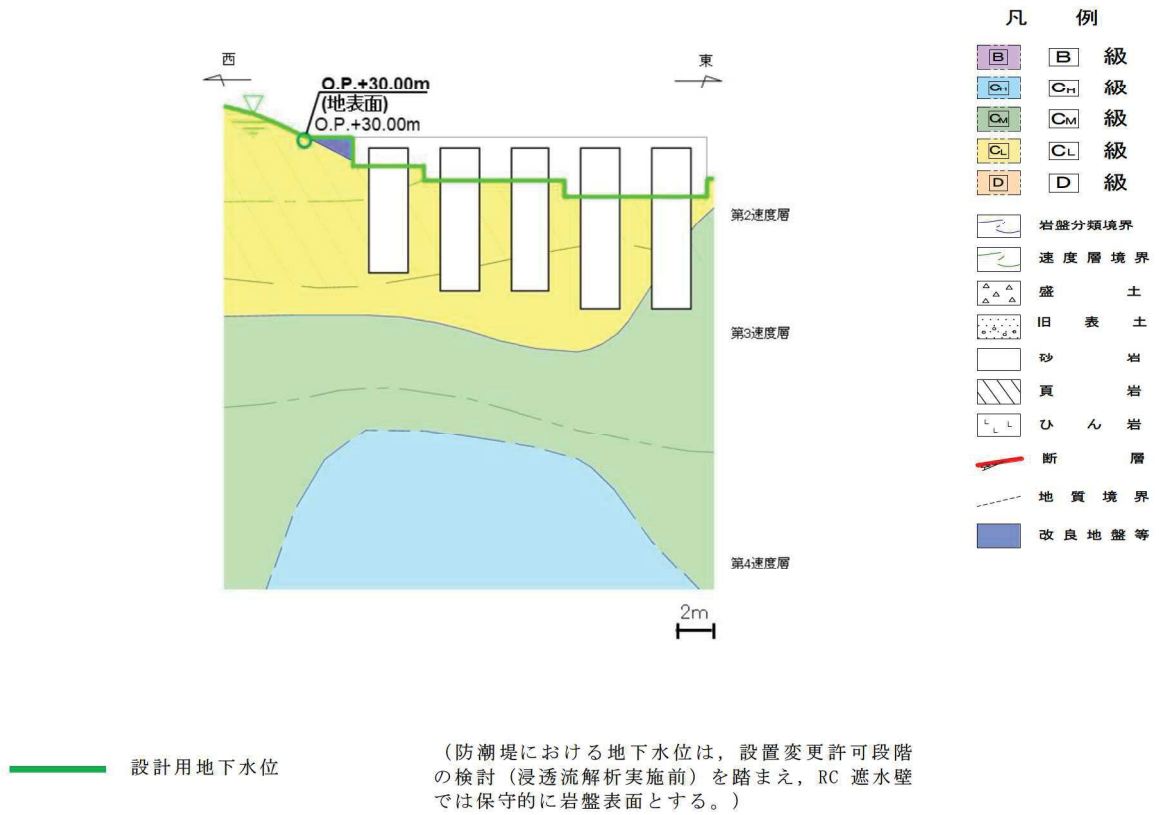 西
東
O.P.+30.00m
(地表面)
O.P.+30.00m
第2速度層
第3速度層
第4速度層
2m
凡 例
B B 級
CH CH 級
CM CM 級
CL CL 級
D D 級
岩盤分類境界
速度層境界
盛土
旧表土
砂岩
頁岩
ひん岩
断層
地質境界
改良地盤等
設計用地下水位
（防潮堤における地下水位は，設置変更許可段階
の検討（浸透流解析実施前）を踏まえ，RC 遮水壁
では保守的に岩盤表面とする。）